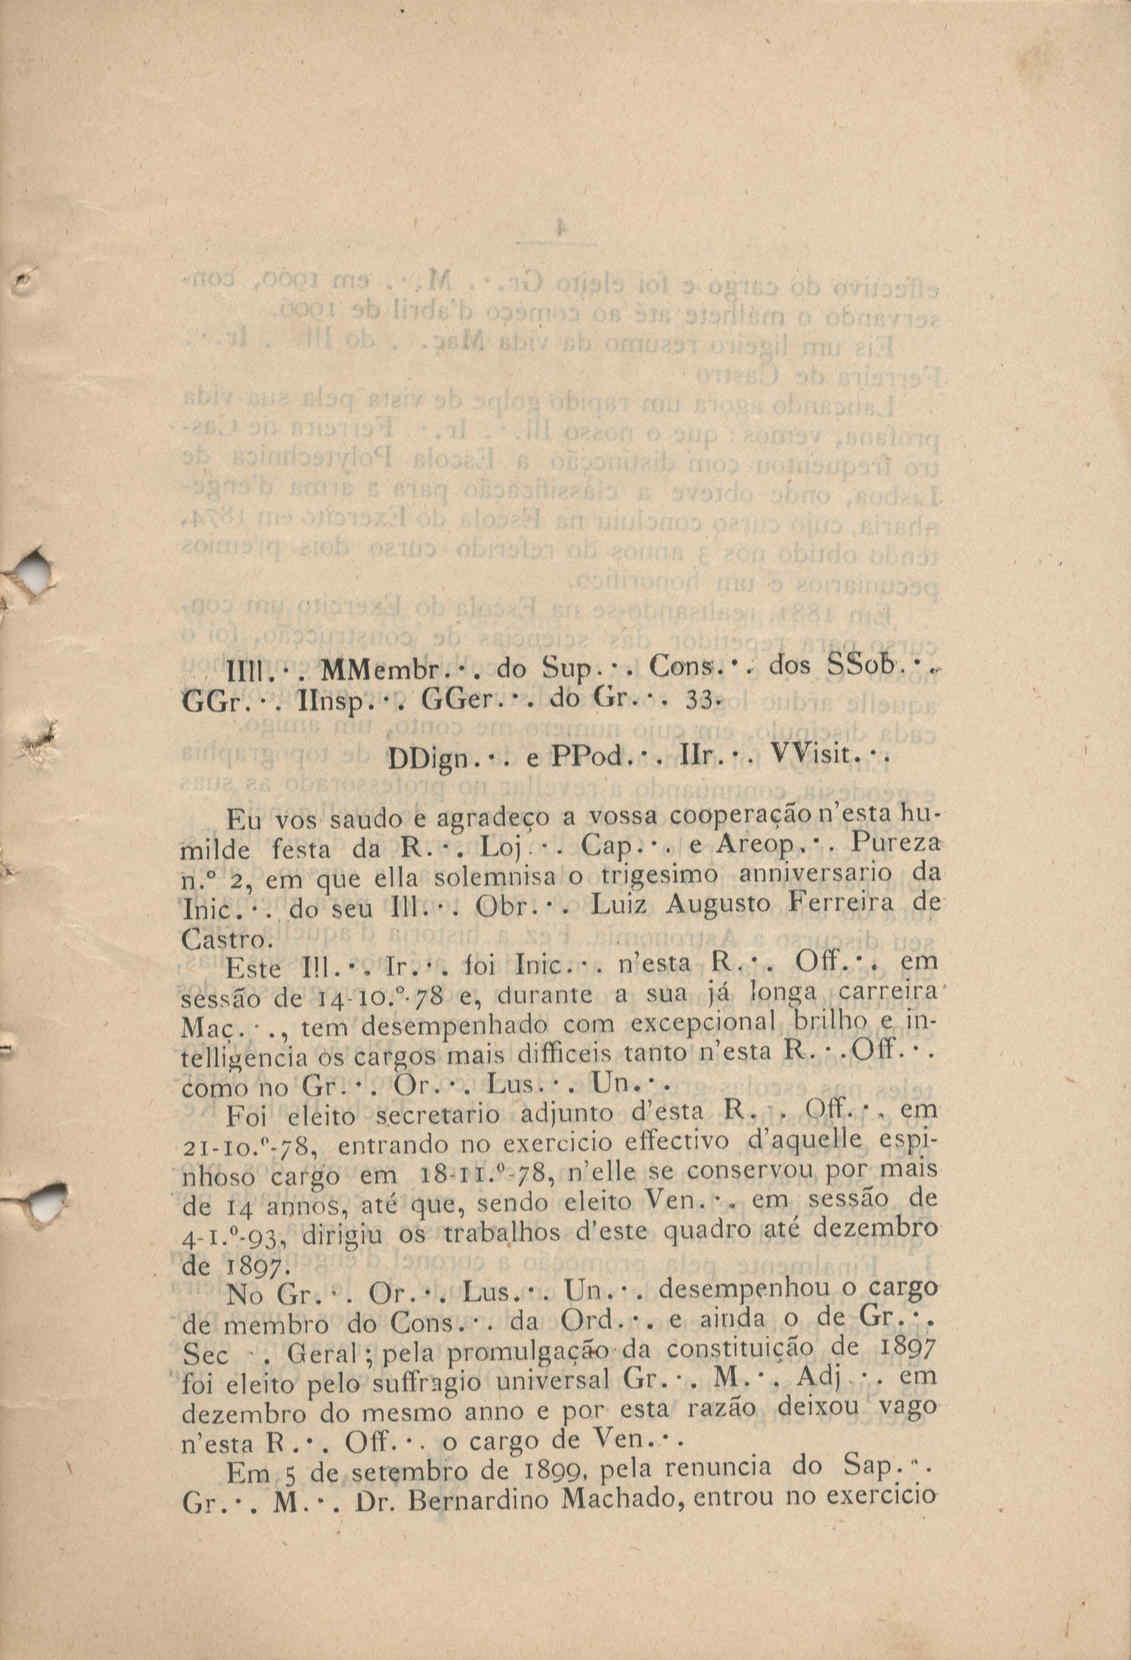 IIll.·. MMembr.·. do Sup.·. Cons.·. dos SSob.·.
GGr.·. IInsp.·. GGer.·. do Gr.·. 33.
DDign.·. e PPod.·. IIr.·. VVisit.·.
Eu vos saudo e agradeço a vossa cooperação n'esta hu-
milde festa da R.·. Loj.·. Cap.·. e Areop.·. Pureza
n.º 2, em que ella solemnisa o trigesimo anniversario da
Inic.·. do seu Ill.·. Obr.·. Luiz Augusto Ferreira de
Castro.
Este Ill.·. Ir.·. foi Inic.·. n'esta R.·. Off.·. em
sessão de 14-10.º-78 e, durante a sua já longa carreira
Maç.·., tem desempenhado com excepcional brilho e in-
telligencia os cargos mais difficeis tanto n'esta R.·. Off.·.
como no Gr.·. Or.·. Lus.·. Un.·.
Foi eleito secretario adjunto d'esta R.·. Off.·. em
21-10.º-78, entrando no exercicio effectivo d'aquelle espi-
nhoso cargo em 18-11.º-78, n'elle se conservou por mais
de 14 annos, até que, sendo eleito Ven.·. em sessão de
4-1.º-93, dirigiu os trabalhos d'este quadro até dezembro
de 1897.
No Gr.·. Or.·. Lus.·. Un.·. desempenhou o cargo
de membro do Cons.·. da Ord.·. e ainda o de Gr.·.
Sec.·. Geral; pela promulgação da constituição de 1897
foi eleito pelo suffragio universal Gr.·. M.·. Adj.·. em
dezembro do mesmo anno e por esta razão deixou vago
n'esta R.·. Off.·. o cargo de Ven.·.
Em 5 de setembro de 1899, pela renuncia do Sap.·.
Gr.·. M.·. Dr. Bernardino Machado, entrou no exercicio